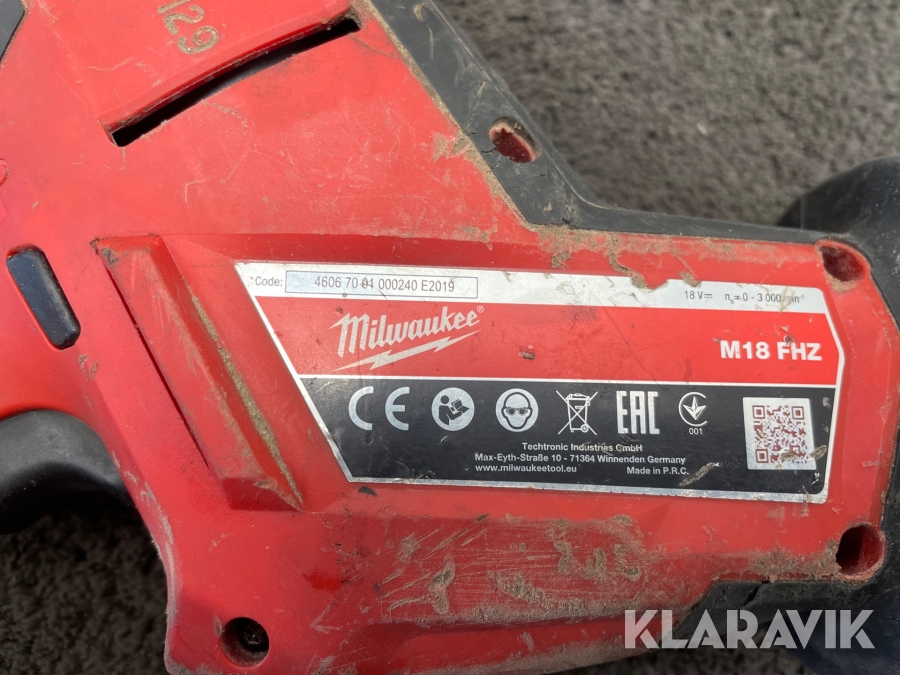 129
Code: 4606 70 01 000240 E2019
18 V⎓ n₀= 0 - 3 000 min⁻¹
Milwaukee®
M18 FHZ
CE
EAC
001
Techtronic Industries GmbH
Max-Eyth-Straße 10 - 71364 Winnenden Germany
www.milwaukeetool.eu Made in P.R.C.
KLARAVIK